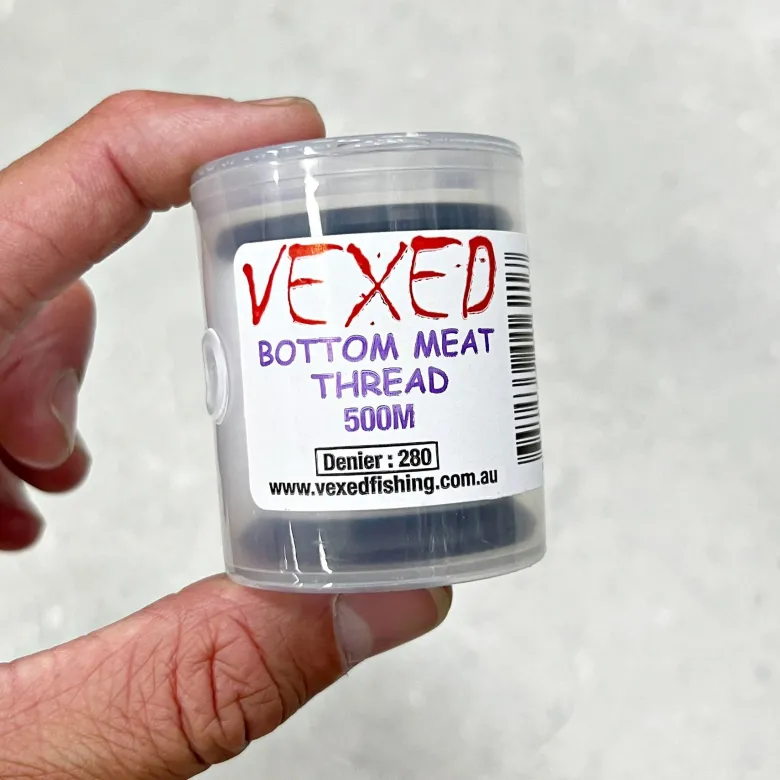 VEXED
BOTTOM MEAT
THREAD
500M
Denier : 280
www.vexedfishing.com.au